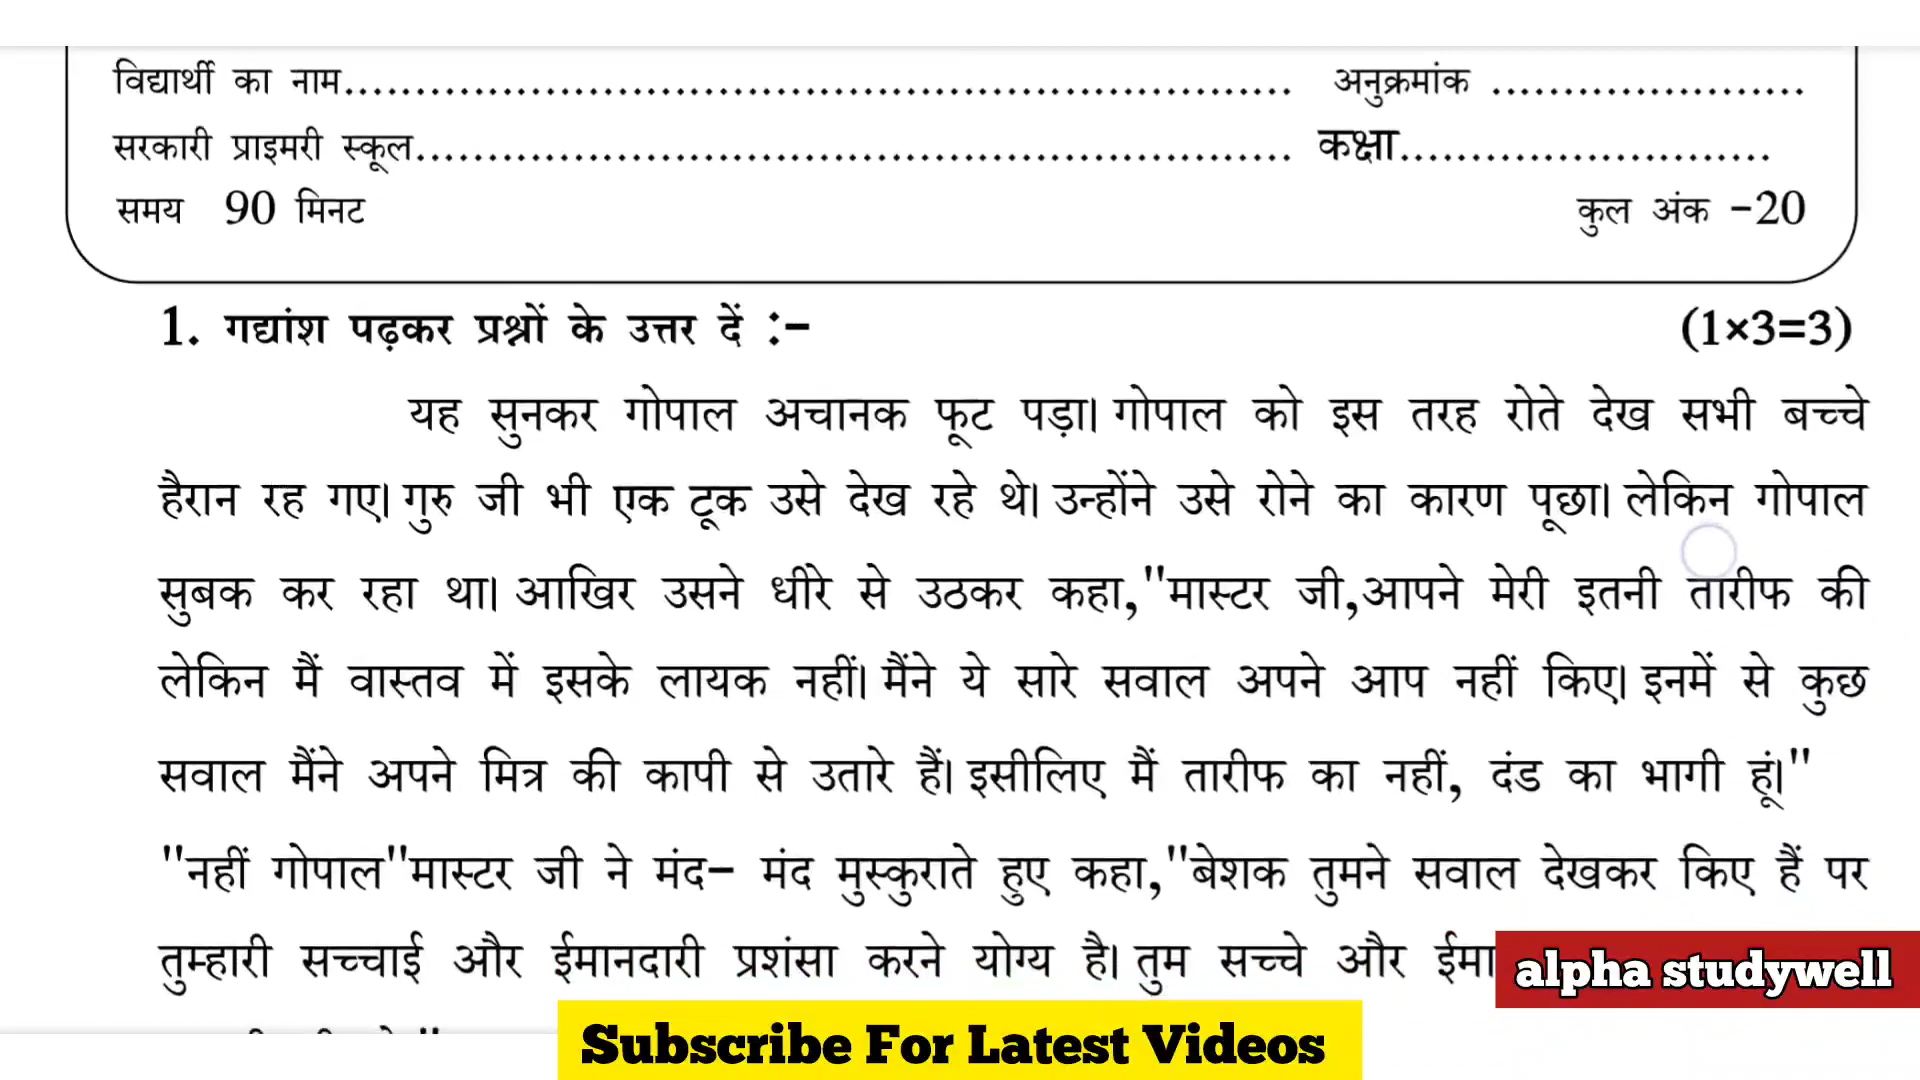 विद्यार्थी का नाम.................................................................. अनुक्रमांक ......................
सरकारी प्राइमरी स्कूल............................................................. कक्षा..........................
समय 90 मिनट कुल अंक -20
1. गद्यांश पढ़कर प्रश्नों के उत्तर दें :- (1×3=3)
यह सुनकर गोपाल अचानक फूट पड़ा। गोपाल को इस तरह रोते देख सभी बच्चे
हैरान रह गए। गुरु जी भी एक टूक उसे देख रहे थे। उन्होंने उसे रोने का कारण पूछा। लेकिन गोपाल
सुबक कर रहा था। आखिर उसने धीरे से उठकर कहा,"मास्टर जी,आपने मेरी इतनी तारीफ की
लेकिन मैं वास्तव में इसके लायक नहीं। मैंने ये सारे सवाल अपने आप नहीं किए। इनमें से कुछ
सवाल मैंने अपने मित्र की कापी से उतारे हैं। इसीलिए मैं तारीफ का नहीं, दंड का भागी हूं।"
"नहीं गोपाल"मास्टर जी ने मंद- मंद मुस्कुराते हुए कहा,"बेशक तुमने सवाल देखकर किए हैं पर
तुम्हारी सच्चाई और ईमानदारी प्रशंसा करने योग्य है। तुम सच्चे और
alpha studywell
Subscribe For Latest Videos